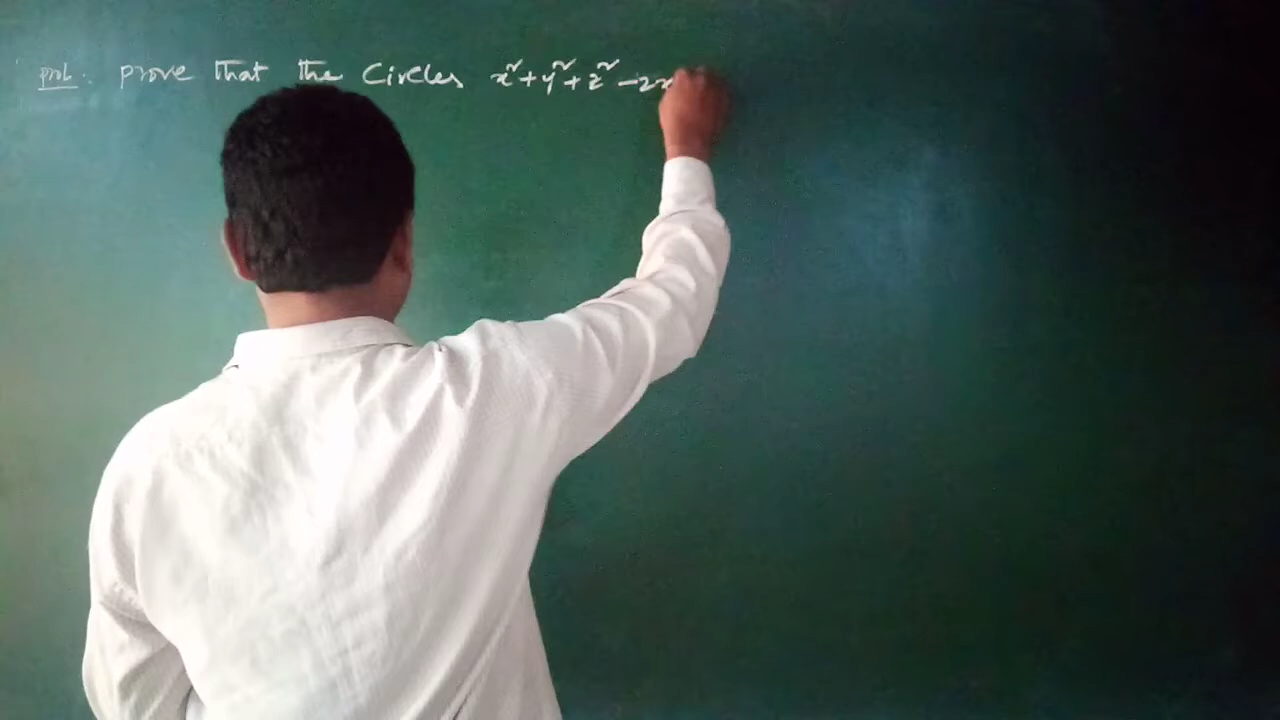 prob. prove that the Circles x²+y²+z²-2x